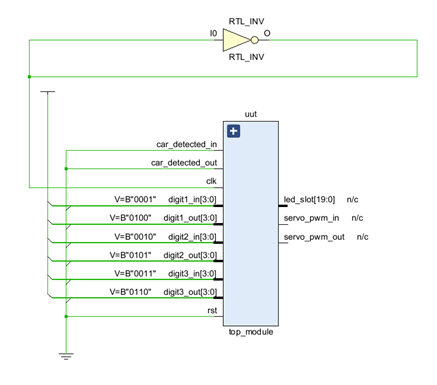 RTL_INV
I0 O
RTL_INV
uut
car_detected_in
car_detected_out
clk
V=B"0001" digit1_in[3:0] led_slot[19:0] n/c
V=B"0100" digit1_out[3:0] servo_pwm_in n/c
V=B"0010" digit2_in[3:0] servo_pwm_out n/c
V=B"0101" digit2_out[3:0]
V=B"0011" digit3_in[3:0]
V=B"0110" digit3_out[3:0]
rst
top_module